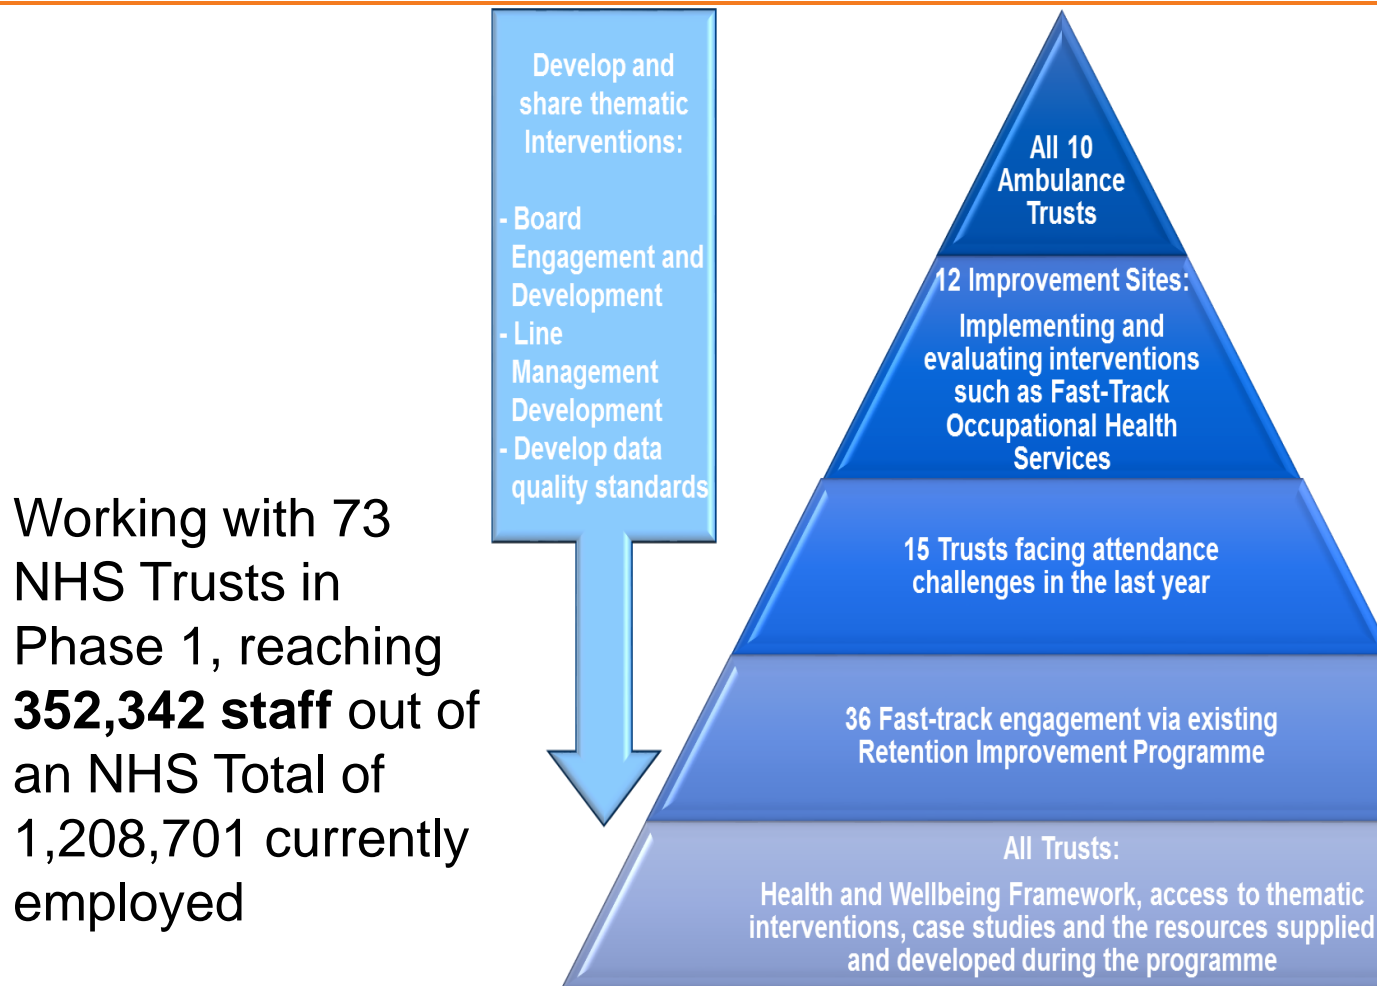 Working with 73
NHS Trusts in
Phase 1, reaching
352,342 staff out of
an NHS Total of
1,208,701 currently
employed
Develop and
share thematic
Interventions:
- Board
Engagement and
Development
- Line
Management
Development
- Develop data
quality standards
All 10
Ambulance
Trusts
12 Improvement Sites:
Implementing and
evaluating interventions
such as Fast-Track
Occupational Health
Services
15 Trusts facing attendance
challenges in the last year
36 Fast-track engagement via existing
Retention Improvement Programme
All Trusts:
Health and Wellbeing Framework, access to thematic
interventions, case studies and the resources supplied
and developed during the programme